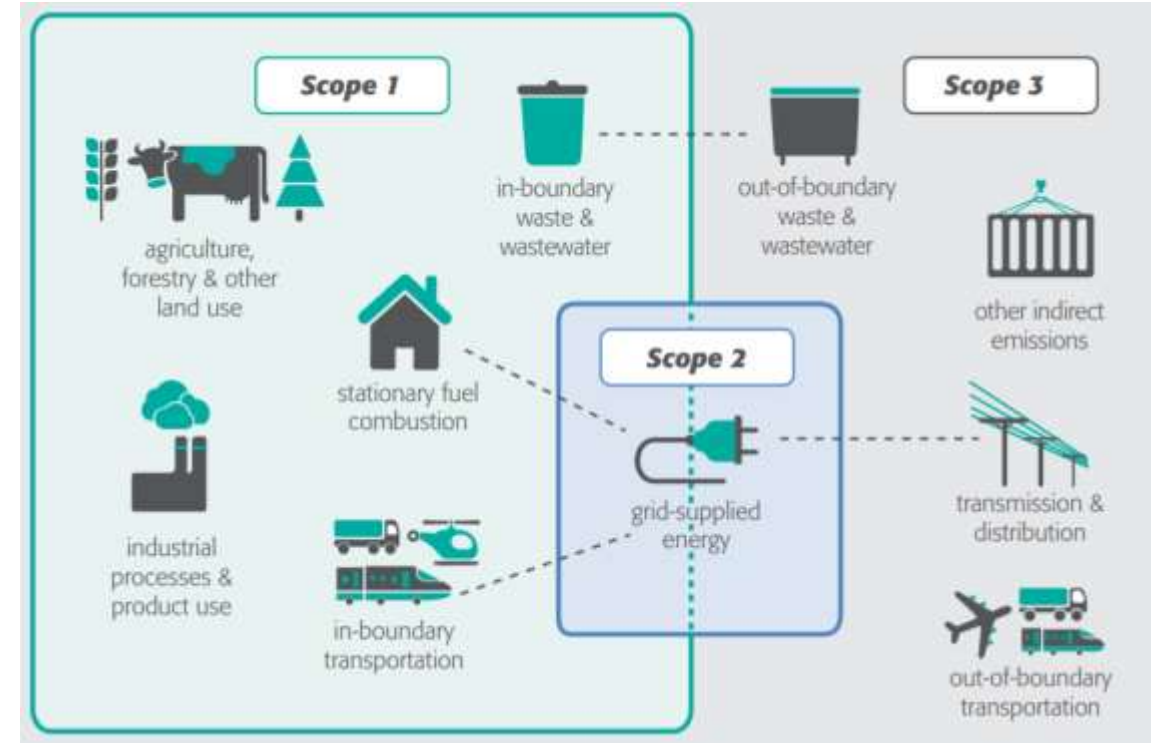 Scope 1
Scope 3
in-boundary
waste &
wastewater
out-of-boundary
waste &
wastewater
agriculture,
forestry & other
land use
other indirect
emissions
Scope 2
stationary fuel
combustion
grid-supplied
energy
transmission &
distribution
industrial
processes &
product use
in-boundary
transportation
out-of-boundary
transportation